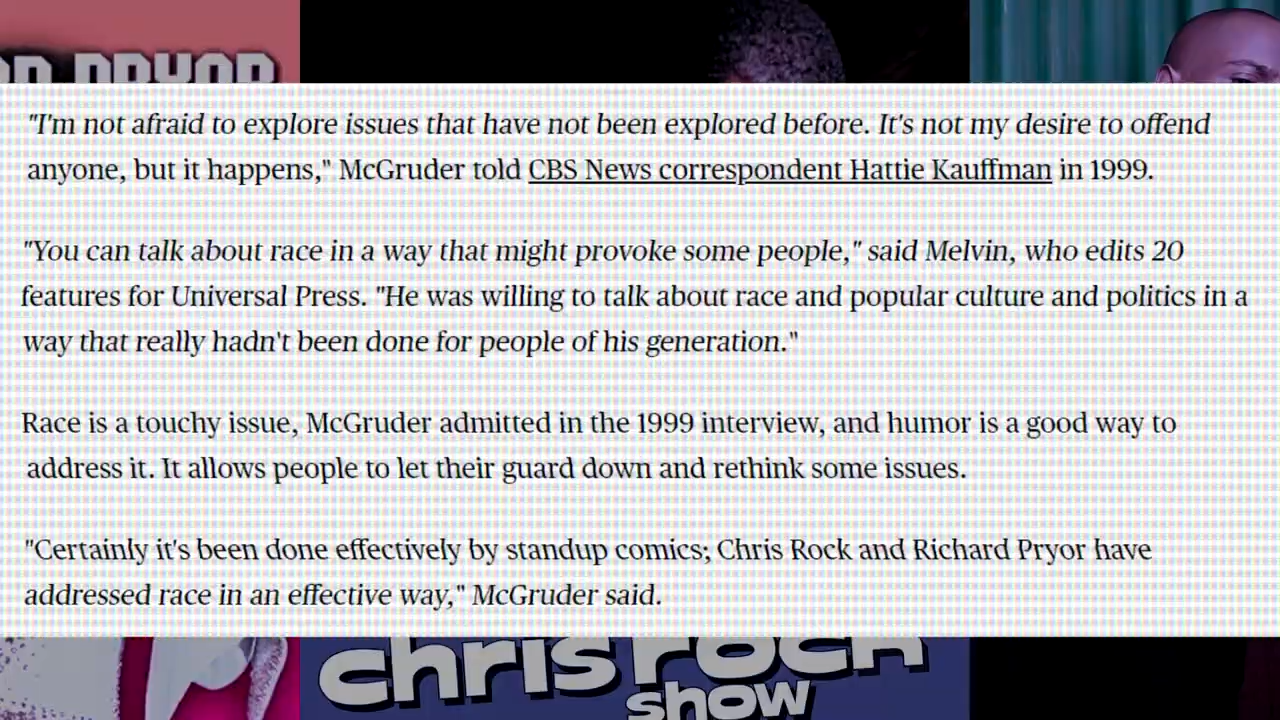 PRYOR
"I'm not afraid to explore issues that have not been explored before. It's not my desire to offend
anyone, but it happens," McGruder told CBS News correspondent Hattie Kauffman in 1999.
"You can talk about race in a way that might provoke some people," said Melvin, who edits 20
features for Universal Press. "He was willing to talk about race and popular culture and politics in a
way that really hadn't been done for people of his generation."
Race is a touchy issue, McGruder admitted in the 1999 interview, and humor is a good way to
address it. It allows people to let their guard down and rethink some issues.
"Certainly it's been done effectively by standup comics; Chris Rock and Richard Pryor have
addressed race in an effective way," McGruder said.
chris rock
show